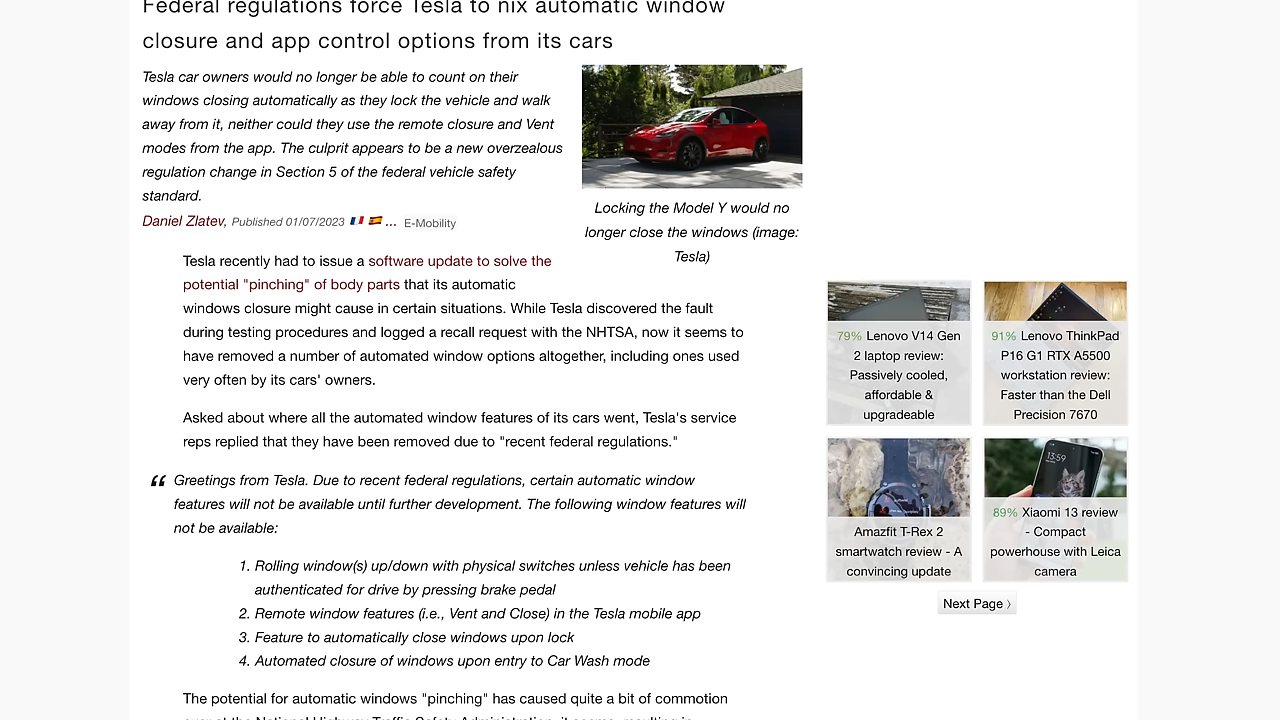 Federal regulations force Tesla to nix automatic window
closure and app control options from its cars
Tesla car owners would no longer be able to count on their
windows closing automatically as they lock the vehicle and walk
away from it, neither could they use the remote closure and Vent
modes from the app. The culprit appears to be a new overzealous
regulation change in Section 5 of the federal vehicle safety
standard.
Daniel Zlatev, Published 01/07/2023 🇫🇷 🇪🇸 ... E-Mobility
Locking the Model Y would no
longer close the windows (image:
Tesla)
Tesla recently had to issue a software update to solve the
potential "pinching" of body parts that its automatic
windows closure might cause in certain situations. While Tesla discovered the fault
during testing procedures and logged a recall request with the NHTSA, now it seems to
have removed a number of automated window options altogether, including ones used
very often by its cars' owners.
Asked about where all the automated window features of its cars went, Tesla's service
reps replied that they have been removed due to "recent federal regulations."
“ Greetings from Tesla. Due to recent federal regulations, certain automatic window
features will not be available until further development. The following window features will
not be available:
1. Rolling window(s) up/down with physical switches unless vehicle has been
authenticated for drive by pressing brake pedal
2. Remote window features (i.e., Vent and Close) in the Tesla mobile app
3. Feature to automatically close windows upon lock
4. Automated closure of windows upon entry to Car Wash mode
The potential for automatic windows "pinching" has caused quite a bit of commotion
over at the National Highway Traffic Safety Administration, it seems, resulting in
79% Lenovo V14 Gen
2 laptop review:
Passively cooled,
affordable &
upgradeable
91% Lenovo ThinkPad
P16 G1 RTX A5500
workstation review:
Faster than the Dell
Precision 7670
Amazfit T-Rex 2
smartwatch review - A
convincing update
13:59
89% Xiaomi 13 review
- Compact
powerhouse with Leica
camera
Next Page 〉